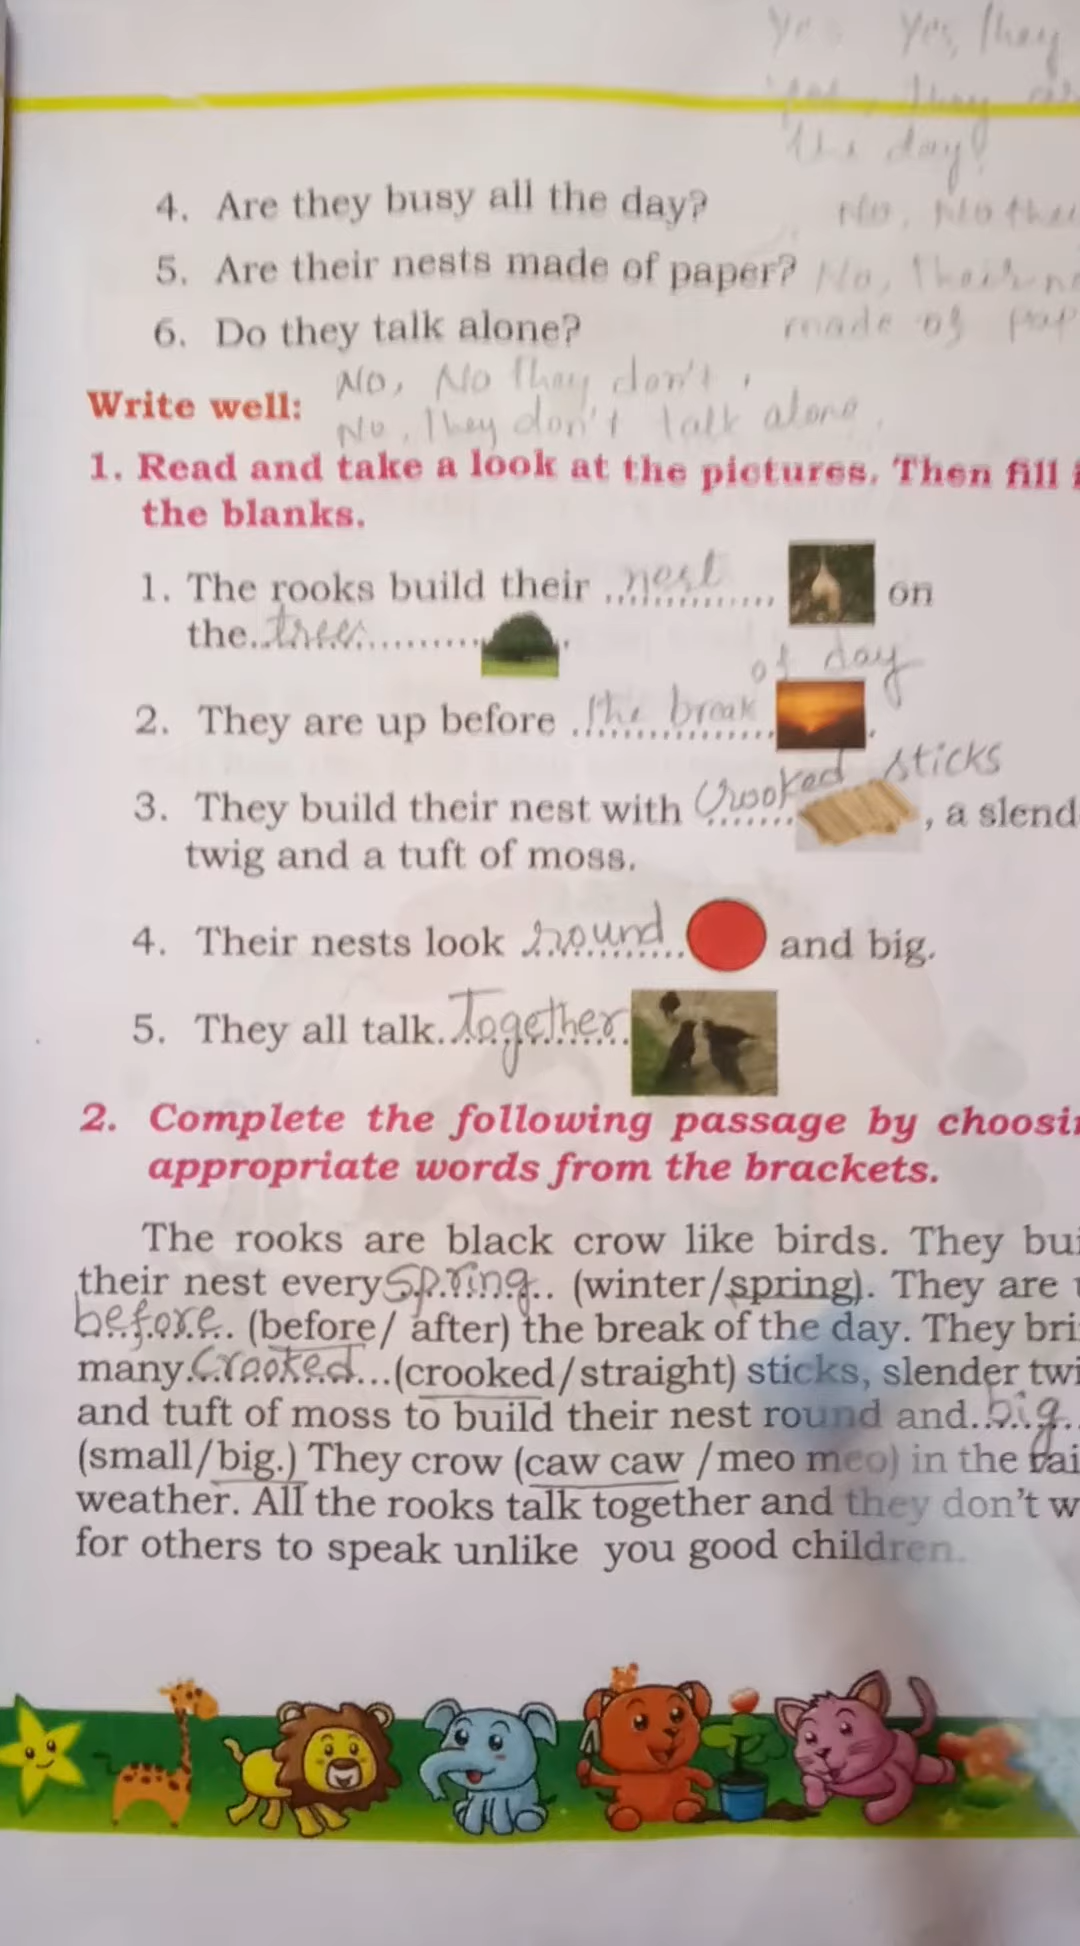 Yes, they
they
the day!
4. Are they busy all the day?
No, No the
5. Are their nests made of paper? No, Their n
6. Do they talk alone? made of pap
No, No they don't,
Write well: No, They don't talk alone.
1. Read and take a look at the pictures. Then fill i
the blanks.
1. The rooks build their nest on
the tree.
of day
2. They are up before the break.
3. They build their nest with Crooked sticks, a slend
twig and a tuft of moss.
4. Their nests look round and big.
5. They all talk Together
2. Complete the following passage by choosin
appropriate words from the brackets.
The rooks are black crow like birds. They bui
their nest every spring.. (winter/spring). They are u
before.. (before/ after) the break of the day. They bri
many Crooked...(crooked/straight) sticks, slender twi
and tuft of moss to build their nest round and..big..
(small/big.) They crow (caw caw /meo meo) in the fai
weather. All the rooks talk together and they don't w
for others to speak unlike you good children.